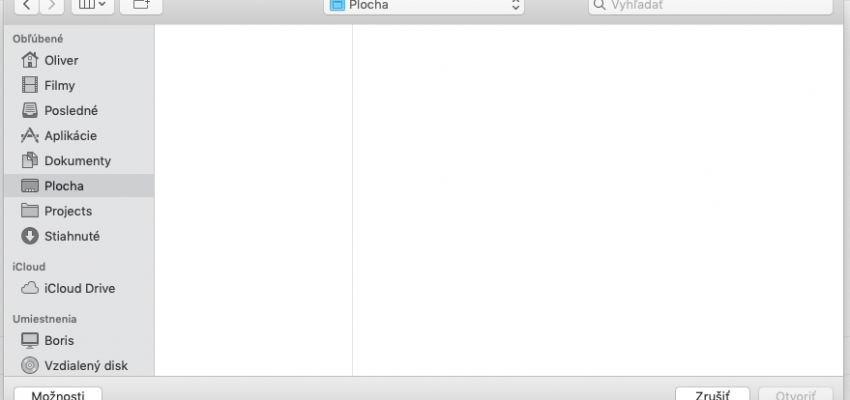 Plocha
Vyhľadať
Obľúbené
Oliver
Filmy
Posledné
Aplikácie
Dokumenty
Plocha
Projects
Stiahnuté
iCloud
iCloud Drive
Umiestnenia
Boris
Vzdialený disk
Možnosti
Zrušiť
Otvoriť